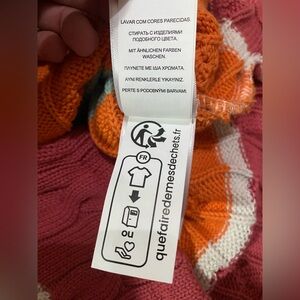 LAVAR COM CORES PARECIDAS.
СТИРАТЬ С ИЗДЕЛИЯМИ
ПОДОБНОГО ЦВЕТА.
MIT ÄHNLICHEN FARBEN
WASCHEN.
ΠΛΥΝΕΤΕ ΜΕ ΙΔΙΑ ΧΡΩΜΑΤΑ.
AYNI RENKLERLE YIKAYINIZ.
PERTE S PODOBNÝMI BARVAMI.
FR
ou
quefairedemesdechets.fr